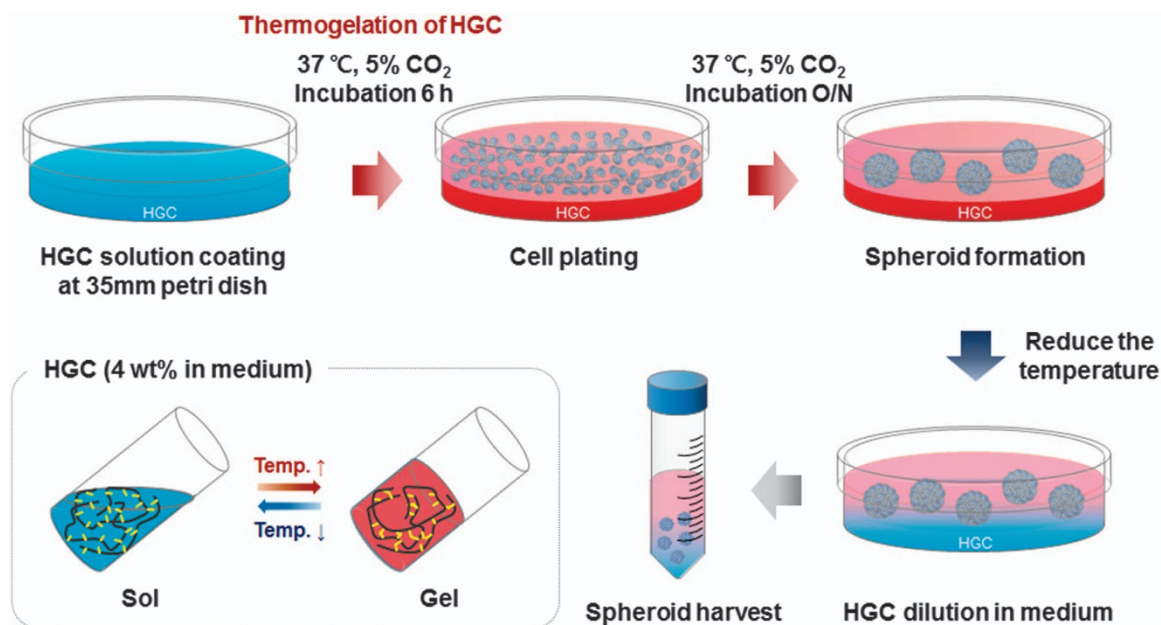 Thermogelation of HGC
37 ℃, 5% CO₂
Incubation 6 h
37 ℃, 5% CO₂
Incubation O/N
HGC
HGC
HGC
HGC solution coating
at 35mm petri dish
Cell plating
Spheroid formation
Reduce the
temperature
HGC (4 wt% in medium)
Temp. ↑
Temp. ↓
Sol
Gel
HGC
Spheroid harvest
HGC dilution in medium